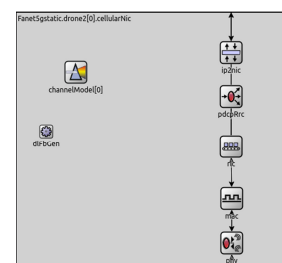 Fanet5gstatic.drone2[0].cellularNic
ip2nic
channelModel[0]
pdcpRrc
dlFbGen
rlc
mac
phy